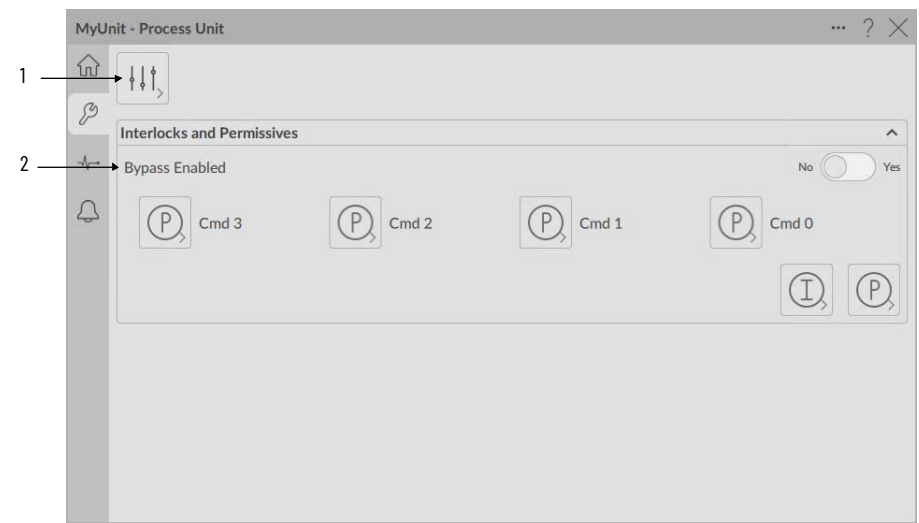 MyUnit - Process Unit ... ?
1
Interlocks and Permissives
2 Bypass Enabled No Yes
P Cmd 3 P Cmd 2 P Cmd 1 P Cmd 0
I P